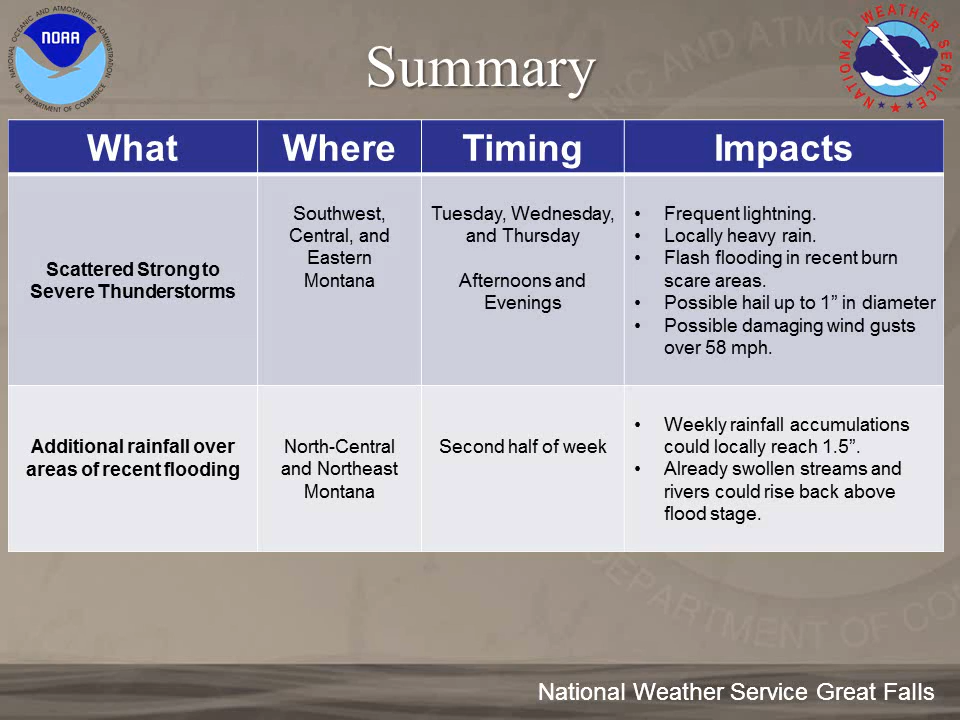 NATIONAL OCEANIC AND ATMOSPHERIC ADMINISTRATION
U.S. DEPARTMENT OF COMMERCE
NOAA
NATIONAL WEATHER SERVICE
Summary
What
Where
Timing
Impacts
Scattered Strong to
Severe Thunderstorms
Southwest,
Central, and
Eastern
Montana
Tuesday, Wednesday,
and Thursday
Afternoons and
Evenings
• Frequent lightning.
• Locally heavy rain.
• Flash flooding in recent burn
scare areas.
• Possible hail up to 1” in diameter
• Possible damaging wind gusts
over 58 mph.
Additional rainfall over
areas of recent flooding
North-Central
and Northeast
Montana
Second half of week
• Weekly rainfall accumulations
could locally reach 1.5”.
• Already swollen streams and
rivers could rise back above
flood stage.
National Weather Service Great Falls